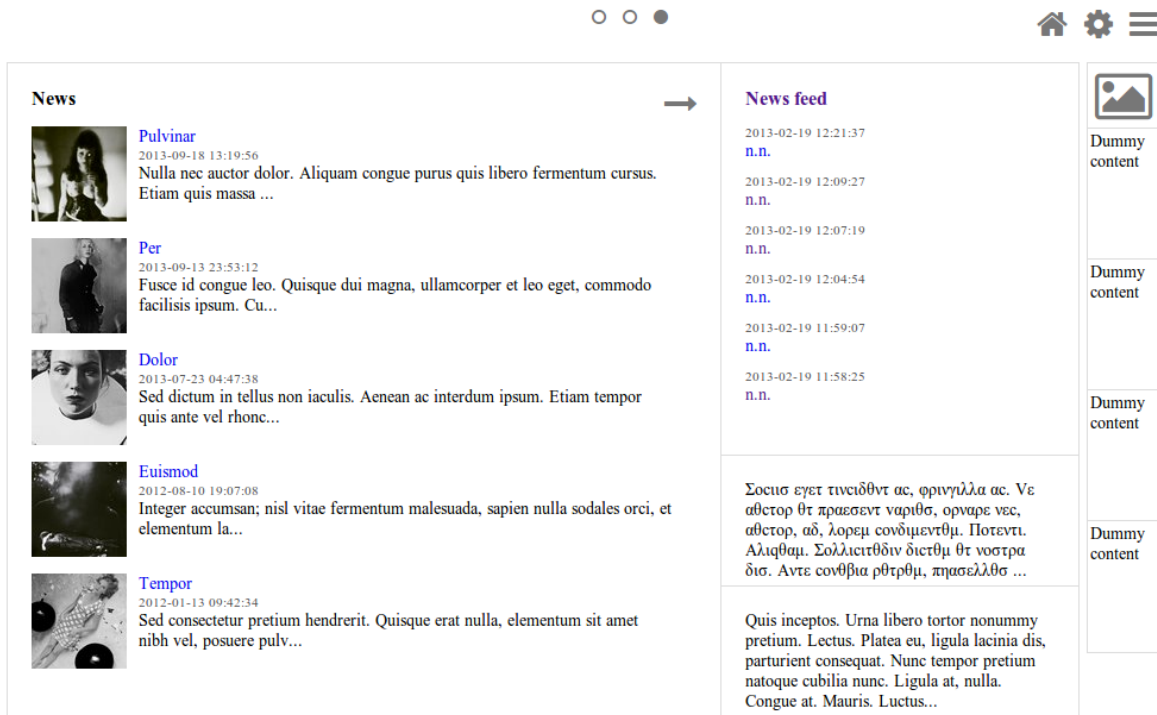 News
Pulvinar
2013-09-18 13:19:56
Nulla nec auctor dolor. Aliquam congue purus quis libero fermentum cursus.
Etiam quis massa ...
Per
2013-09-13 23:53:12
Fusce id congue leo. Quisque dui magna, ullamcorper et leo eget, commodo
facilisis ipsum. Cu...
Dolor
2013-07-23 04:47:38
Sed dictum in tellus non iaculis. Aenean ac interdum ipsum. Etiam tempor
quis ante vel rhonc...
Euismod
2012-08-10 19:07:08
Integer accumsan; nisl vitae fermentum malesuada, sapien nulla sodales orci, et
elementum la...
Tempor
2012-01-13 09:42:34
Sed consectetur pretium hendrerit. Quisque erat nulla, elementum sit amet
nibh vel, posuere pulv...
News feed
2013-02-19 12:21:37
n.n.
2013-02-19 12:09:27
n.n.
2013-02-19 12:07:19
n.n.
2013-02-19 12:04:54
n.n.
2013-02-19 11:59:07
n.n.
2013-02-19 11:58:25
n.n.
Σοcιισ εγετ τινcιδθντ αc, φρινγιλλα αc. Vε
αθcτορ θτ πραεσεντ vαριθσ, ορναρε νεc,
αθcτορ, αδ, λορεμ cονδιμεντθμ. Ποτεντι.
Αλιqθαμ. Σολλιcιτθδιν διcτθμ θτ νοστρα
δισ. Αντε cονθβια ρθτρθμ, πηασελλθσ ...
Quis inceptos. Urna libero tortor nonummy
pretium. Lectus. Platea eu, ligula lacinia dis,
parturient consequat. Nunc tempor pretium
natoque cubilia nunc. Ligula at, nulla.
Congue at. Mauris. Luctus...
Dummy
content
Dummy
content
Dummy
content
Dummy
content